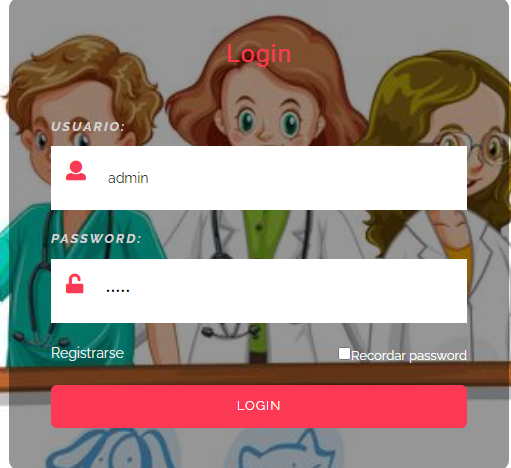 Login
USUARIO:
admin
PASSWORD:
•••••
Registrarse
Recordar password
LOGIN